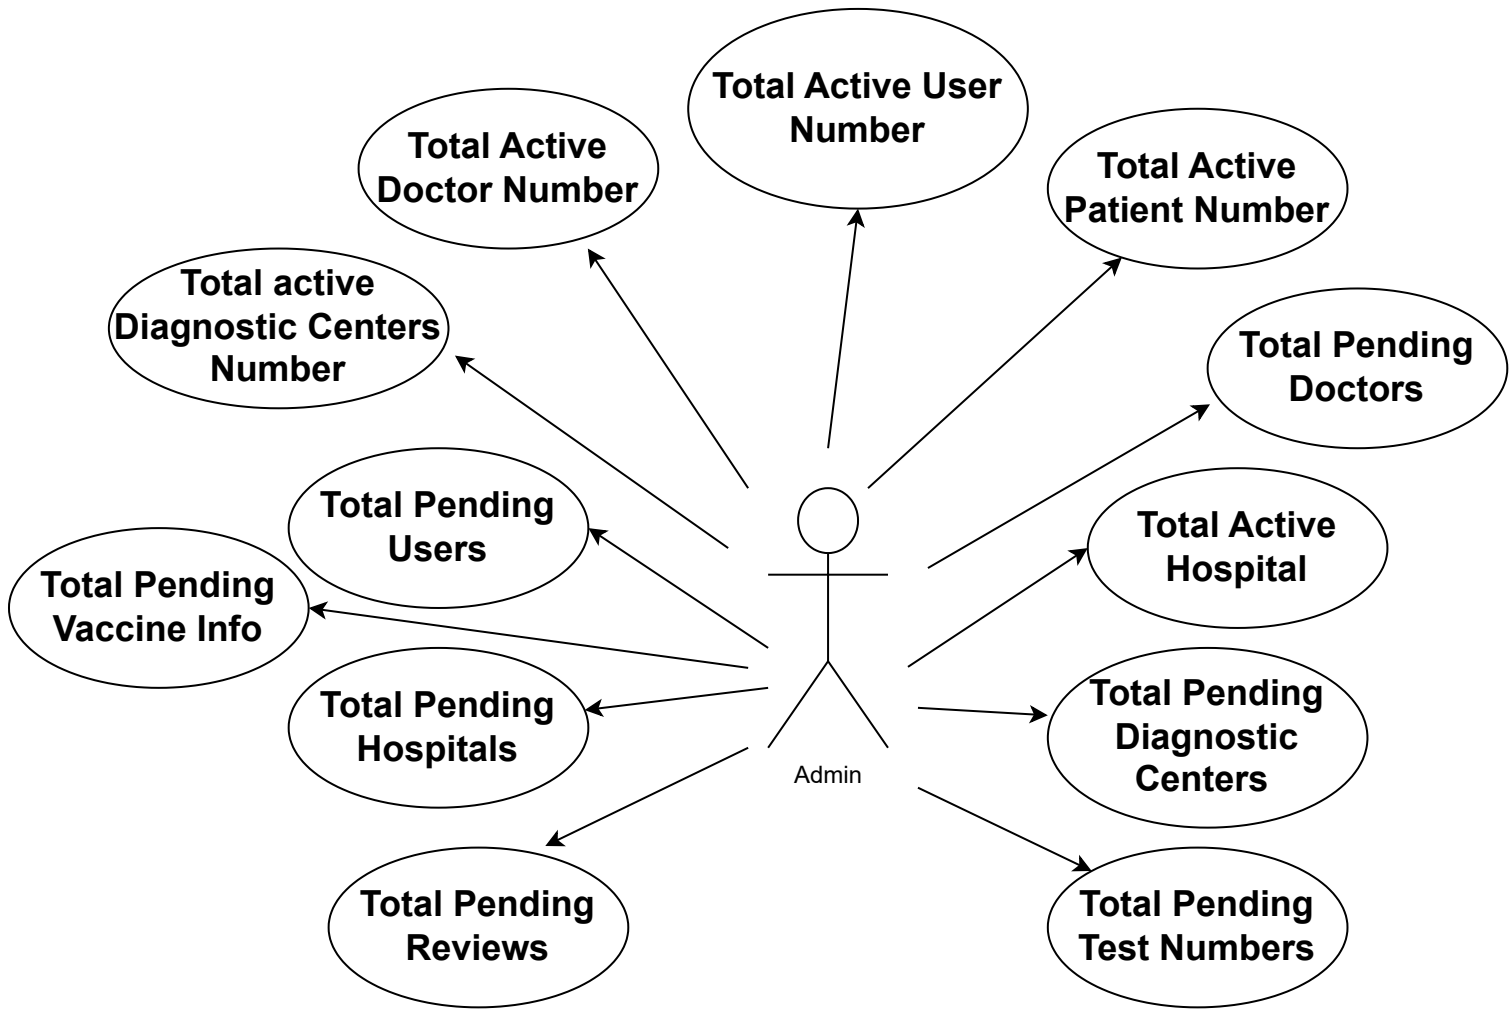 Total Active User
Number
Total Active
Doctor Number
Total Active
Patient Number
Total active
Diagnostic Centers
Number
Total Pending
Doctors
Total Pending
Users
Total Active
Hospital
Total Pending
Vaccine Info
Total Pending
Hospitals
Total Pending
Diagnostic
Centers
Admin
Total Pending
Reviews
Total Pending
Test Numbers